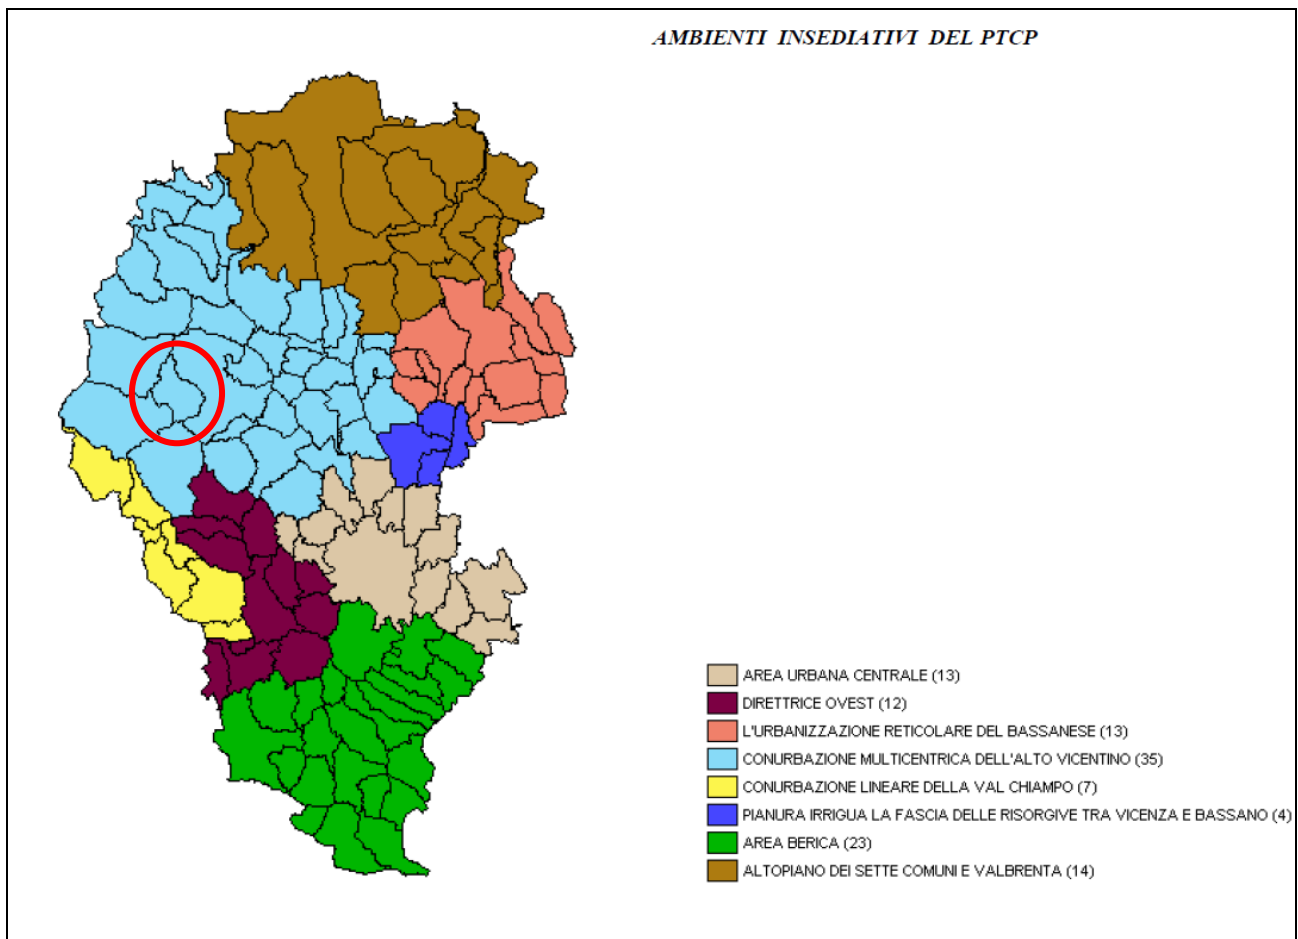 AMBIENTI INSEDIATIVI DEL PTCP
AREA URBANA CENTRALE (13)
DIRETTRICE OVEST (12)
L'URBANIZZAZIONE RETICOLARE DEL BASSANESE (13)
CONURBAZIONE MULTICENTRICA DELL'ALTO VICENTINO (35)
CONURBAZIONE LINEARE DELLA VAL CHIAMPO (7)
PIANURA IRRIGUA LA FASCIA DELLE RISORGIVE TRA VICENZA E BASSANO (4)
AREA BERICA (23)
ALTOPIANO DEI SETTE COMUNI E VALBRENTA (14)